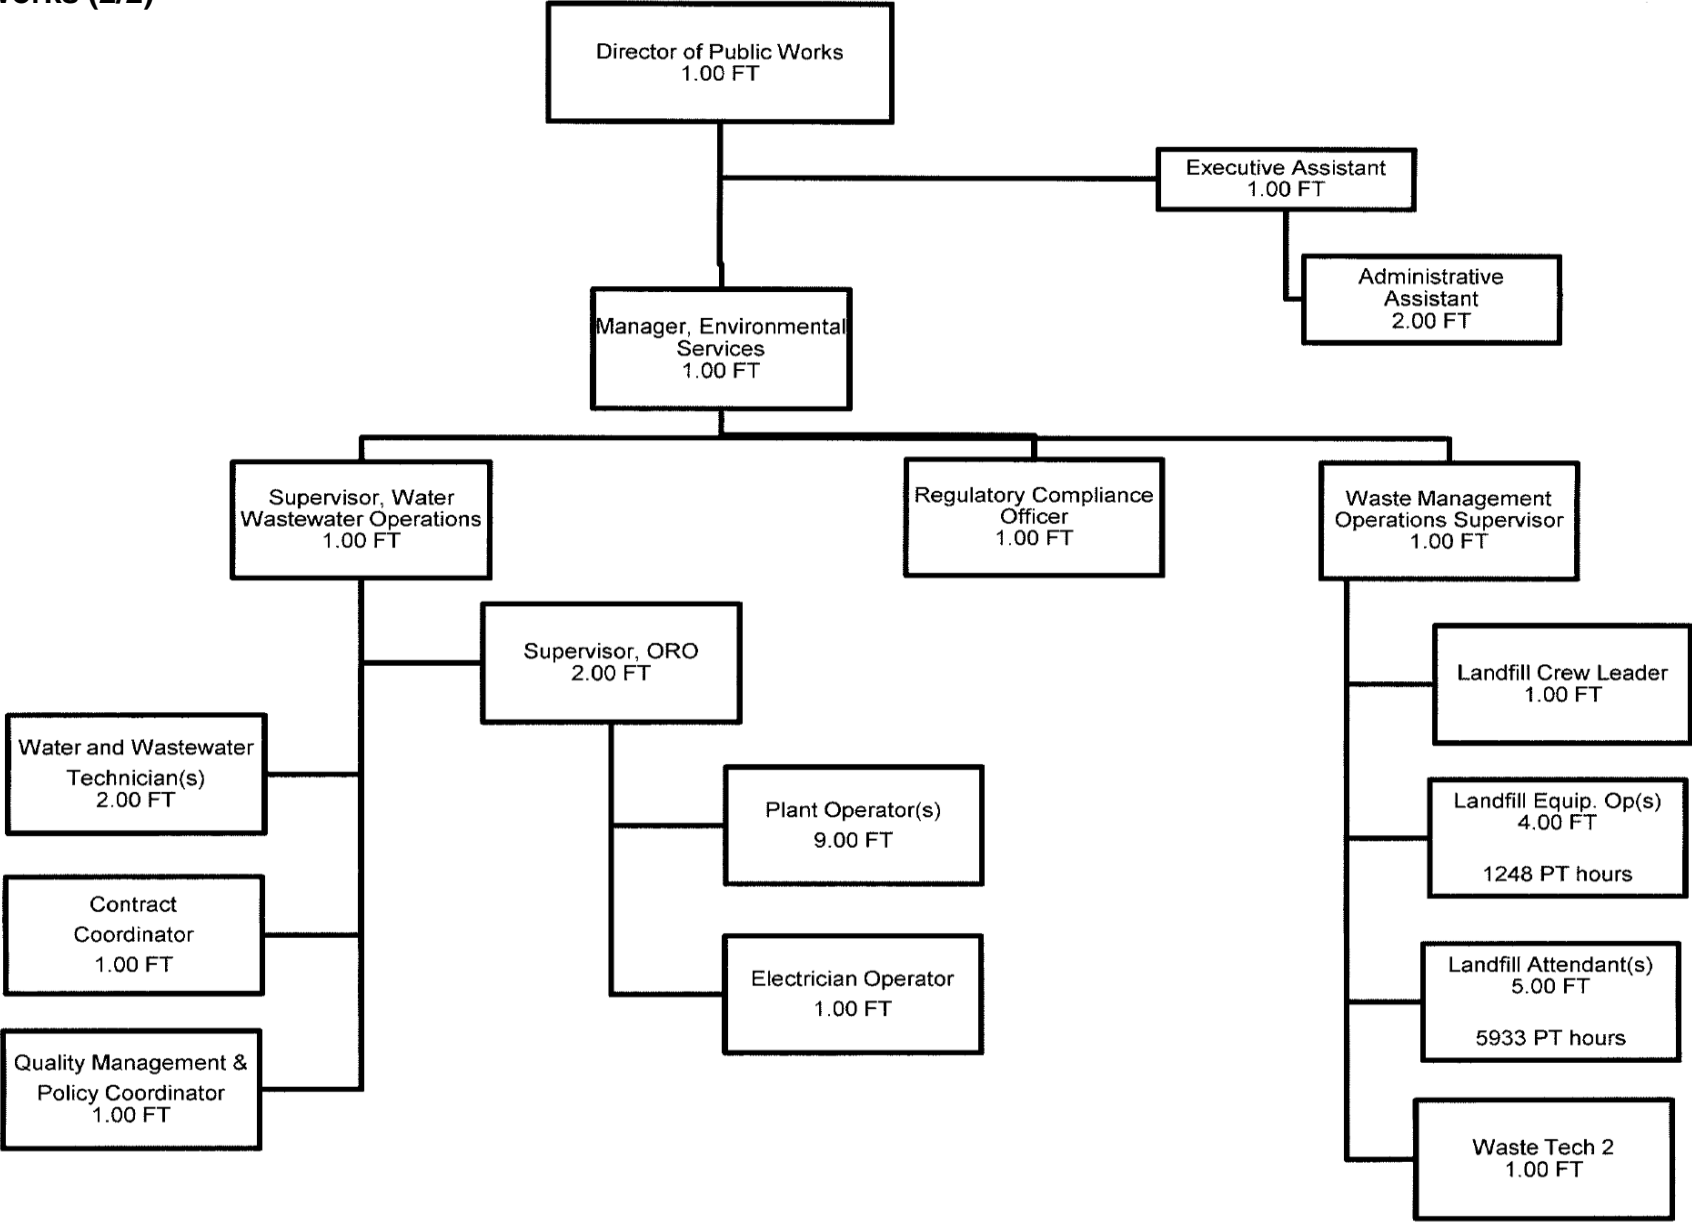 (2/2)
Director of Public Works
1.00 FT
Executive Assistant
1.00 FT
Administrative
Assistant
2.00 FT
Manager, Environmental
Services
1.00 FT
Supervisor, Water
Wastewater Operations
1.00 FT
Regulatory Compliance
Officer
1.00 FT
Waste Management
Operations Supervisor
1.00 FT
Supervisor, ORO
2.00 FT
Landfill Crew Leader
1.00 FT
Water and Wastewater
Technician(s)
2.00 FT
Plant Operator(s)
9.00 FT
Landfill Equip. Op(s)
4.00 FT
1248 PT hours
Contract
Coordinator
1.00 FT
Electrician Operator
1.00 FT
Landfill Attendant(s)
5.00 FT
5933 PT hours
Quality Management &
Policy Coordinator
1.00 FT
Waste Tech 2
1.00 FT